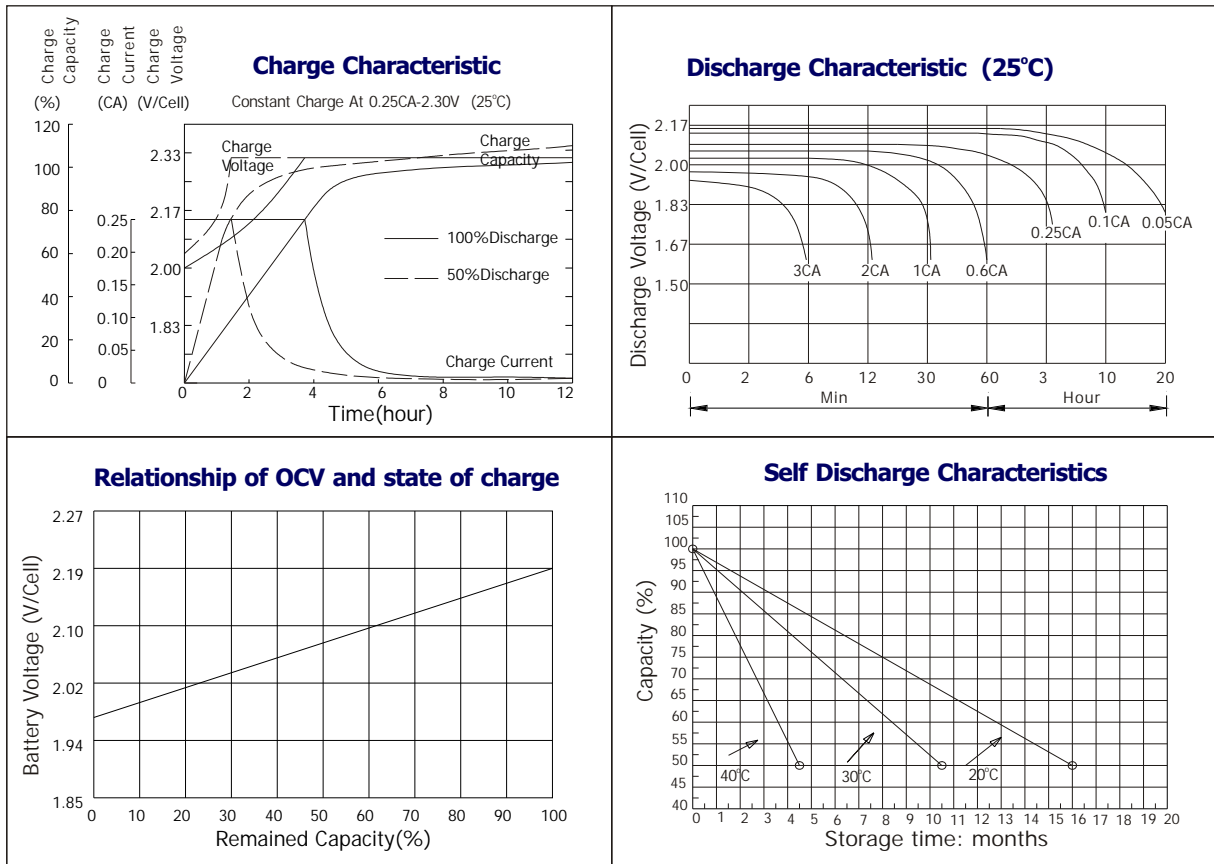 Charge Capacity
Charge Current
Charge Voltage
(%) (CA) (V/Cell)
Charge Characteristic
Constant Charge At 0.25CA-2.30V (25°C)
120
100
80
60
40
20
0
0.25
0.20
0.15
0.10
0.05
0
2.33
2.17
2.00
1.83
Charge Voltage
Charge Capacity
100%Discharge
50%Discharge
Charge Current
0 2 4 6 8 10 12
Time(hour)
Discharge Characteristic (25°C)
Discharge Voltage (V/Cell)
2.17
2.00
1.83
1.67
1.50
3CA 2CA 1CA 0.6CA 0.25CA 0.1CA 0.05CA
0 2 6 12 30 60 3 10 20
Min Hour
Relationship of OCV and state of charge
Battery Voltage (V/Cell)
2.27
2.19
2.10
2.02
1.94
1.85
0 10 20 30 40 50 60 70 80 90 100
Remained Capacity(%)
Self Discharge Characteristics
Capacity (%)
110
105
100
95
90
85
80
75
70
65
60
55
50
45
40
40°C 30°C 20°C
0 1 2 3 4 5 6 7 8 9 10 11 12 13 14 15 16 17 18 19 20
Storage time: months